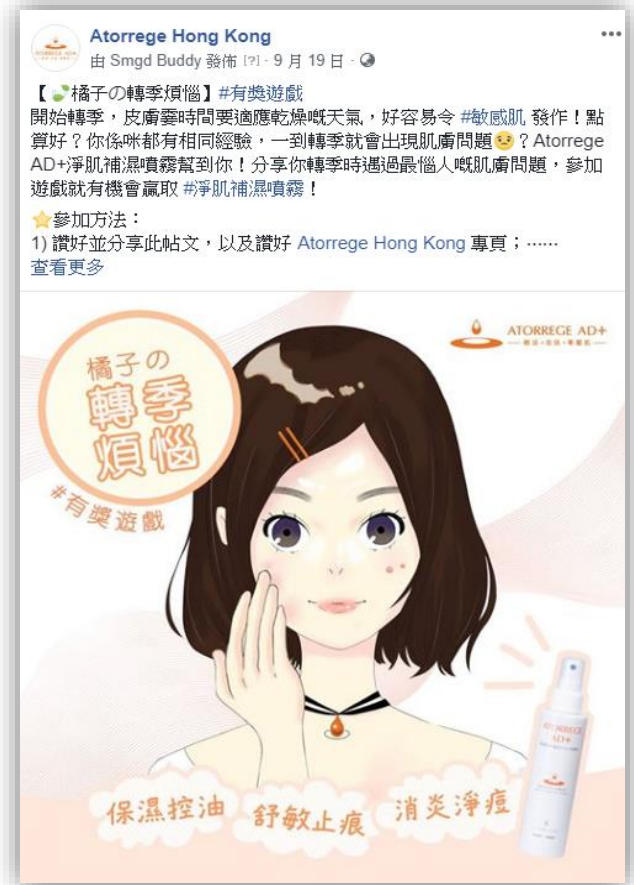 Atorrege Hong Kong
由 Smgd Buddy 發佈 [?] · 9 月 19 日 ·
【橘子の轉季煩惱】#有獎遊戲
開始轉季，皮膚霎時間要適應乾燥嘅天氣，好容易令 #敏感肌 發作！點
算好？你係咪都有相同經驗，一到轉季就會出現肌膚問題😟？Atorrege
AD+淨肌補濕噴霧幫到你！分享你轉季時遇過最惱人嘅肌膚問題，參加
遊戲就有機會贏取 #淨肌補濕噴霧！
⭐參加方法：
1) 讚好並分享此帖文，以及讚好 Atorrege Hong Kong 專頁；……
查看更多
橘子の
轉季
煩惱
#有獎遊戲
ATORREGE AD+
保濕控油 舒敏止痕 消炎淨痘
ATORREGE
AD+